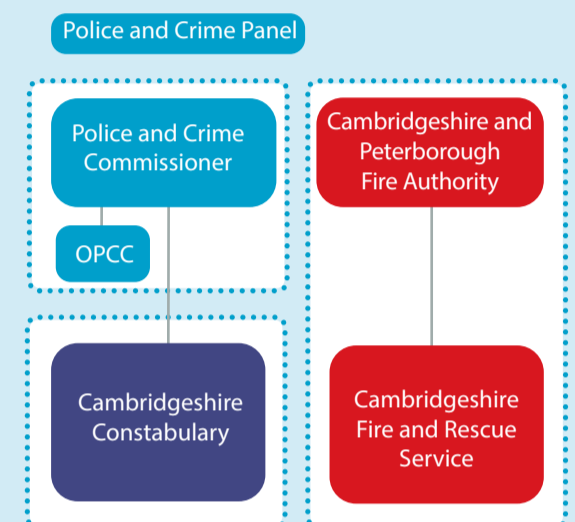 Police and Crime Panel
Police and Crime
Commissioner
OPCC
Cambridgeshire
Constabulary
Cambridgeshire and
Peterborough
Fire Authority
Cambridgeshire
Fire and Rescue
Service